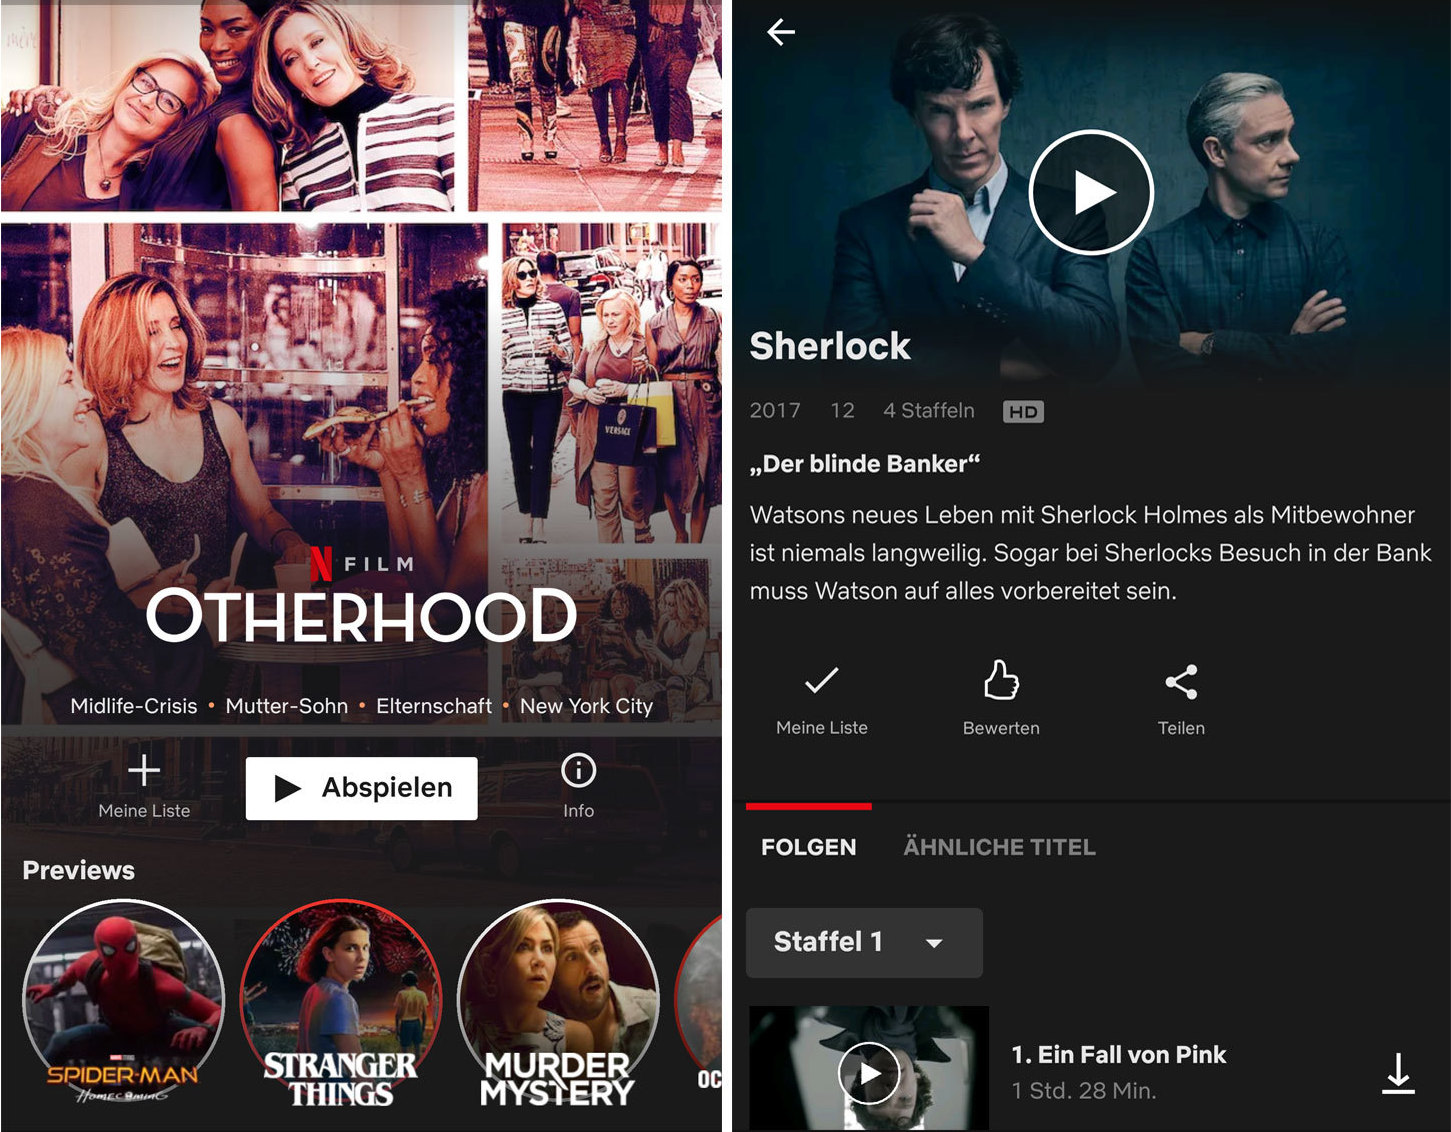 VERSACE
N FILM
OTHERHOOD
Midlife-Crisis • Mutter-Sohn • Elternschaft • New York City
Meine Liste
Abspielen
Info
Previews
SPIDER-MAN
HOMECOMING
STRANGER
THINGS
MURDER
MYSTERY
OC
Sherlock
2017 12 4 Staffeln HD
„Der blinde Banker“
Watsons neues Leben mit Sherlock Holmes als Mitbewohner
ist niemals langweilig. Sogar bei Sherlocks Besuch in der Bank
muss Watson auf alles vorbereitet sein.
Meine Liste
Bewerten
Teilen
FOLGEN
ÄHNLICHE TITEL
Staffel 1
1. Ein Fall von Pink
1 Std. 28 Min.